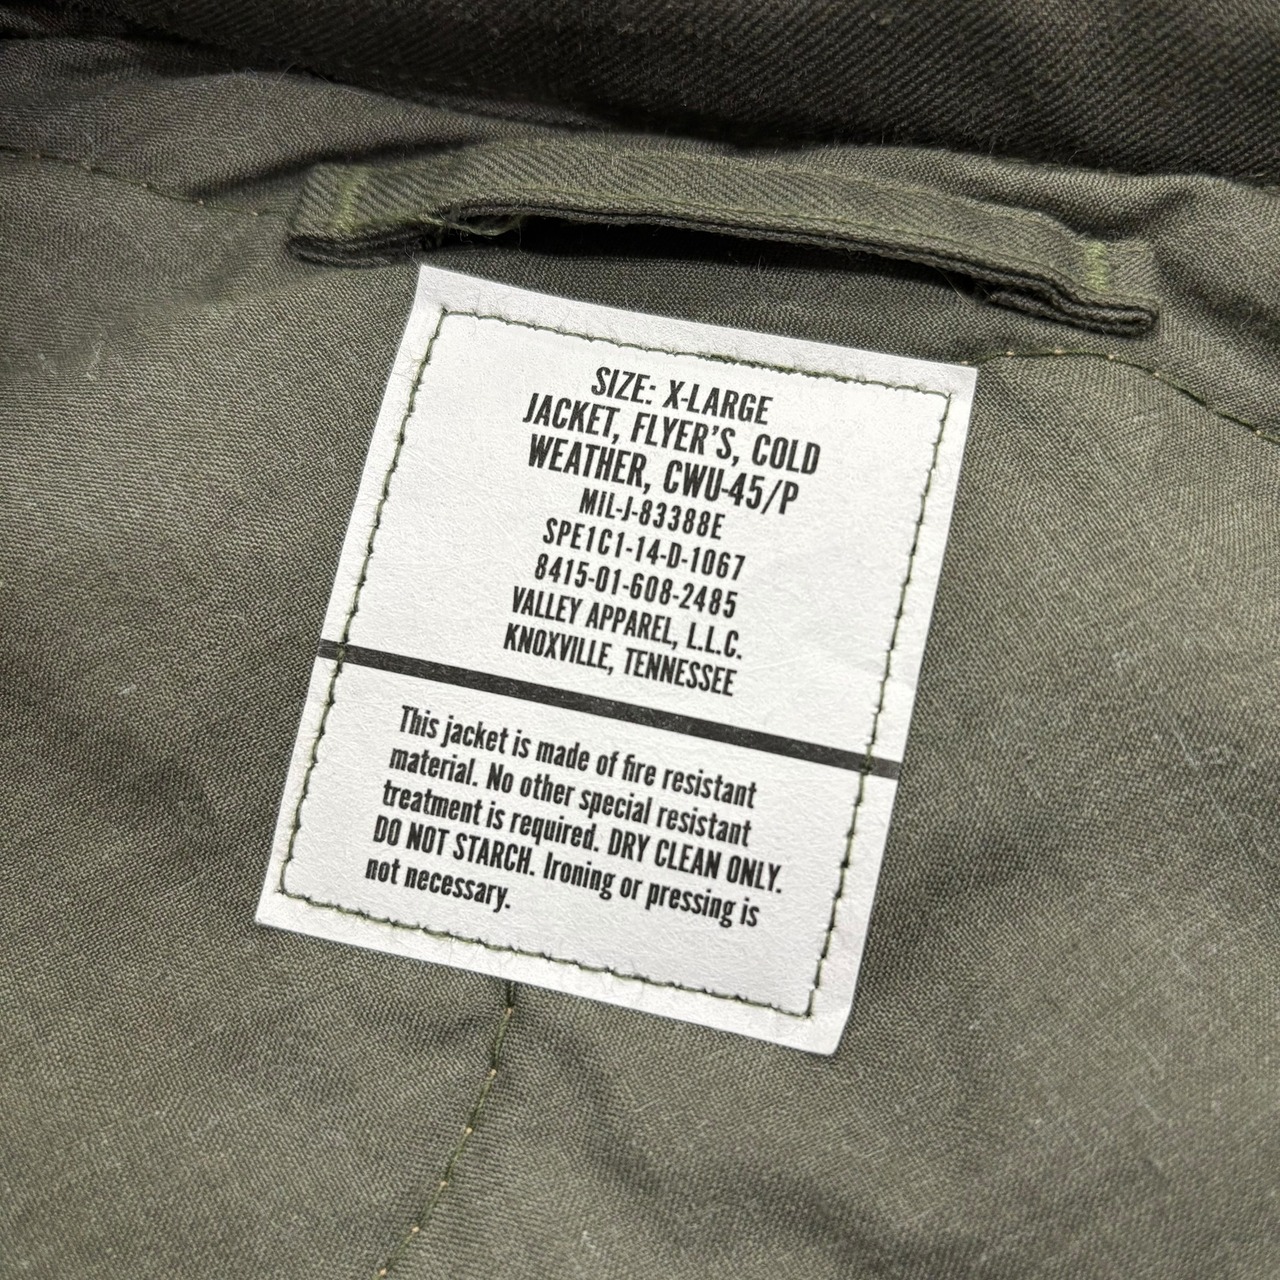 SIZE: X-LARGE
JACKET, FLYER'S, COLD
WEATHER, CWU-45/P
MIL-J-83388E
SPE1C1-14-D-1067
8415-01-608-2485
VALLEY APPAREL, L.L.C.
KNOXVILLE, TENNESSEE
This jacket is made of fire resistant
material. No other special resistant
treatment is required. DRY CLEAN ONLY.
DO NOT STARCH. Ironing or pressing is
not necessary.